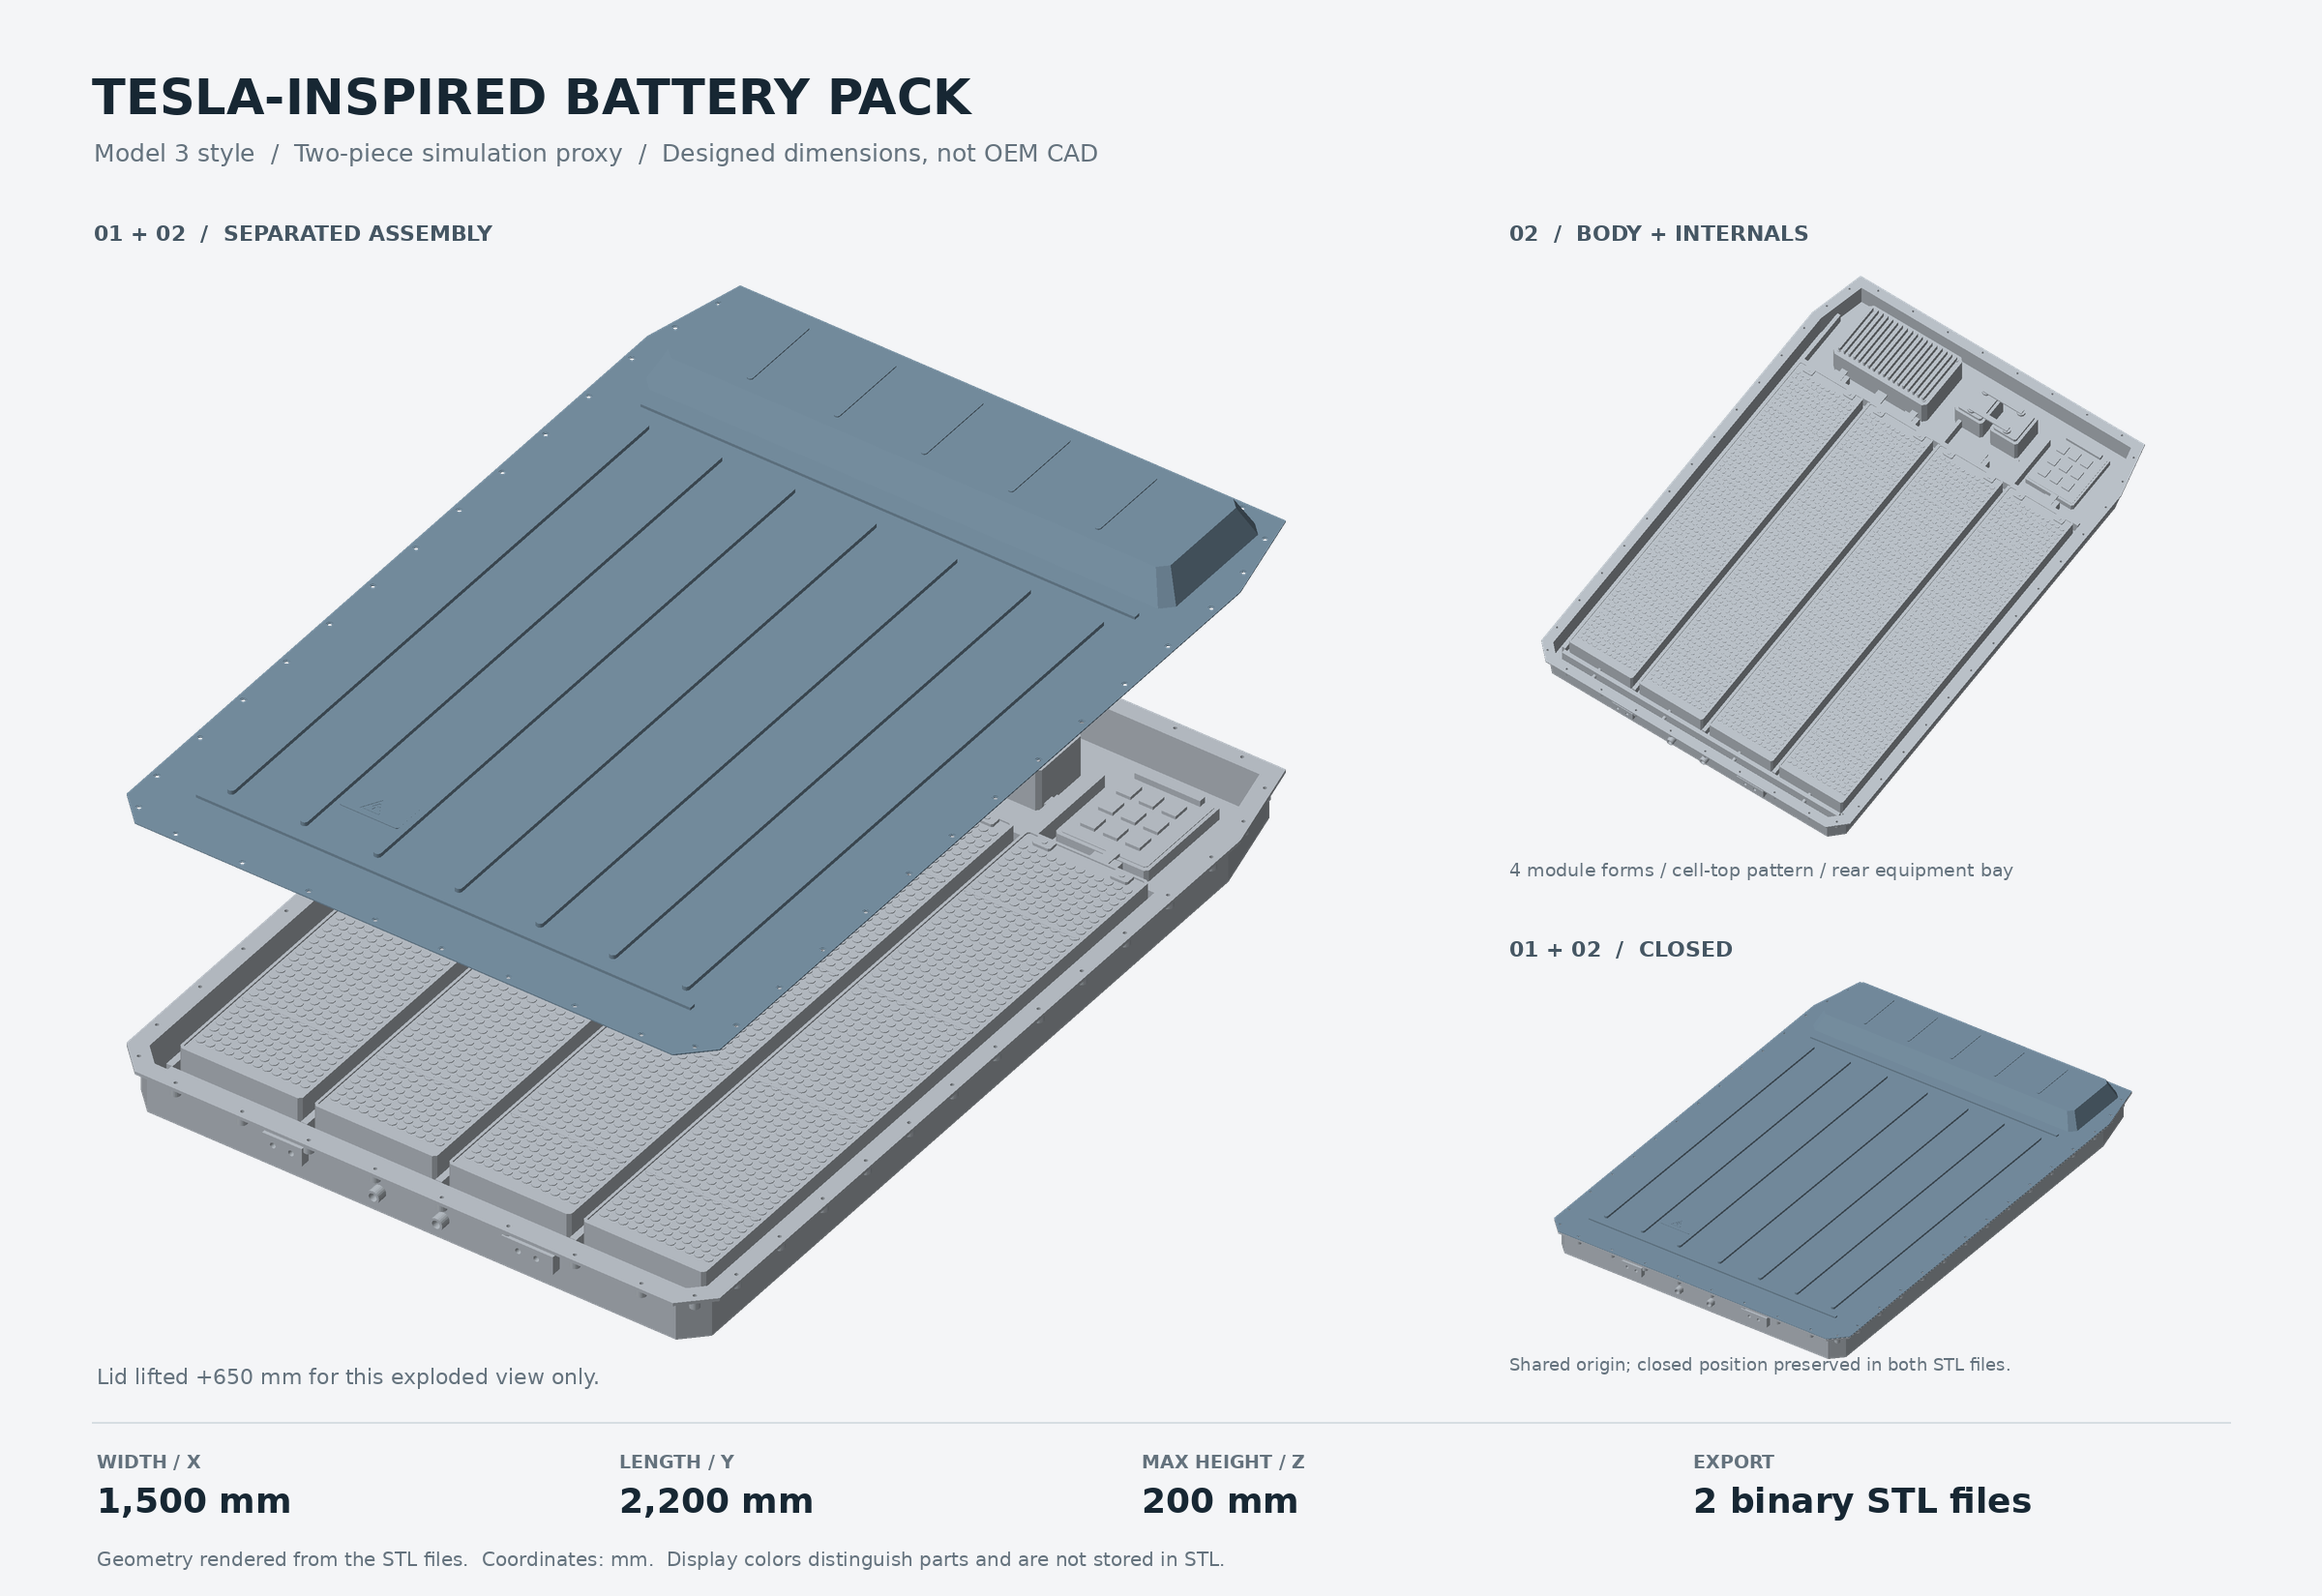 TESLA-INSPIRED BATTERY PACK
Model 3 style / Two-piece simulation proxy / Designed dimensions, not OEM CAD
01 + 02 / SEPARATED ASSEMBLY
02 / BODY + INTERNALS
4 module forms / cell-top pattern / rear equipment bay
01 + 02 / CLOSED
Shared origin; closed position preserved in both STL files.
Lid lifted +650 mm for this exploded view only.
WIDTH / X
1,500 mm
LENGTH / Y
2,200 mm
MAX HEIGHT / Z
200 mm
EXPORT
2 binary STL files
Geometry rendered from the STL files. Coordinates: mm. Display colors distinguish parts and are not stored in STL.